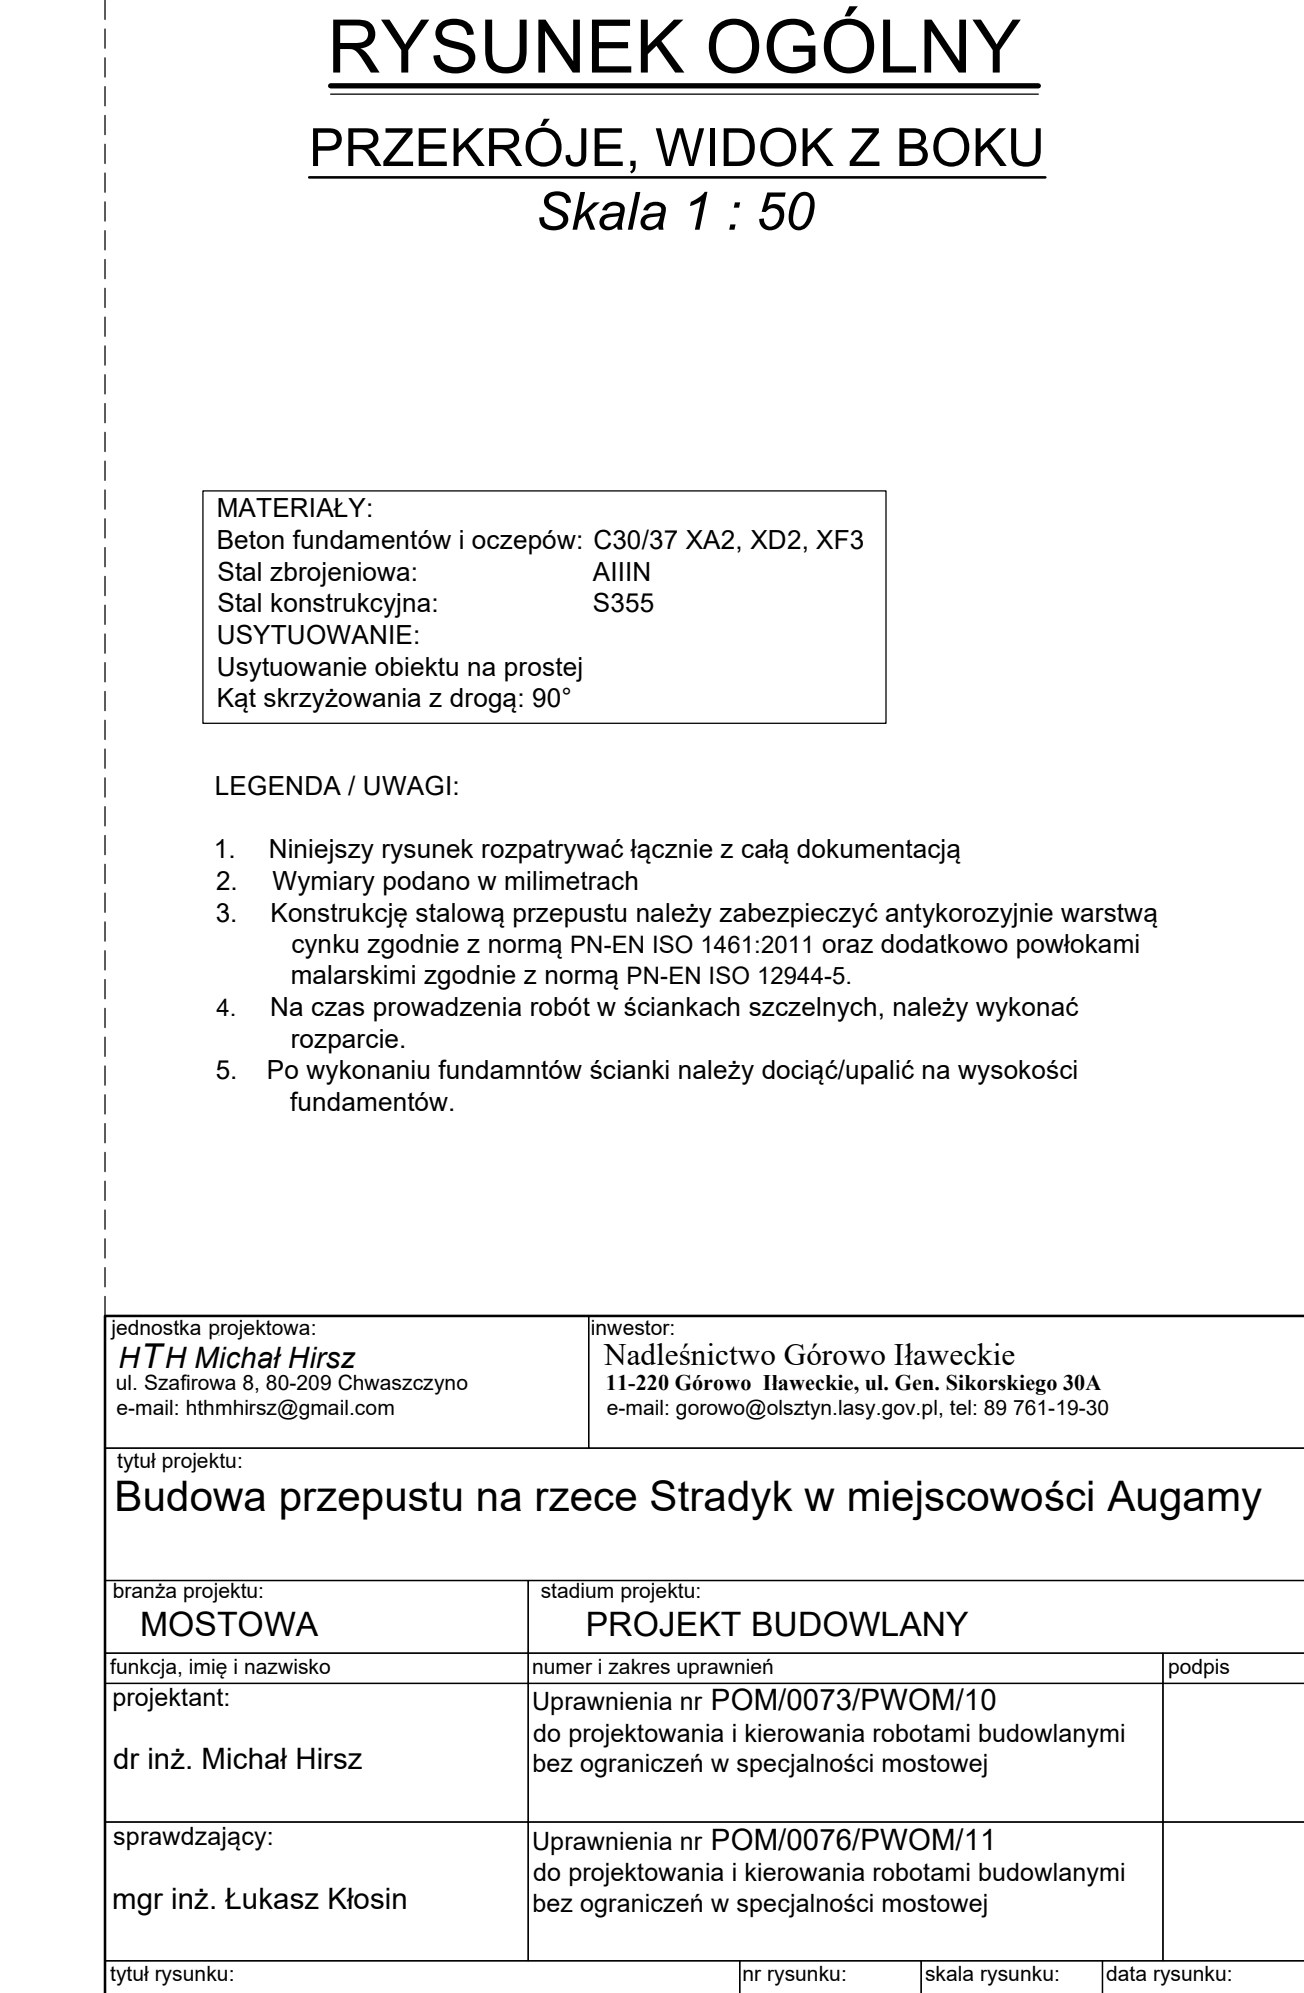 RYSUNEK OGÓLNY
PRZEKRÓJE, WIDOK Z BOKU
Skala 1 : 50
MATERIAŁY:
Beton fundamentów i oczepów: C30/37 XA2, XD2, XF3
Stal zbrojeniowa: AIIIN
Stal konstrukcyjna: S355
USYTUOWANIE:
Usytuowanie obiektu na prostej
Kąt skrzyżowania z drogą: 90°
LEGENDA / UWAGI:
1. Niniejszy rysunek rozpatrywać łącznie z całą dokumentacją
2. Wymiary podano w milimetrach
3. Konstrukcję stalową przepustu należy zabezpieczyć antykorozyjnie warstwą
cynku zgodnie z normą PN-EN ISO 1461:2011 oraz dodatkowo powłokami
malarskimi zgodnie z normą PN-EN ISO 12944-5.
4. Na czas prowadzenia robót w ściankach szczelnych, należy wykonać
rozparcie.
5. Po wykonaniu fundamntów ścianki należy dociąć/upalić na wysokości
fundamentów.
jednostka projektowa:
HTH Michał Hirsz
ul. Szafirowa 8, 80-209 Chwaszczyno
e-mail: hthmhirsz@gmail.com
inwestor:
Nadleśnictwo Górowo Iławeckie
11-220 Górowo Iławeckie, ul. Gen. Sikorskiego 30A
e-mail: gorowo@olsztyn.lasy.gov.pl, tel: 89 761-19-30
tytuł projektu:
Budowa przepustu na rzece Stradyk w miejscowości Augamy
branża projektu:
MOSTOWA
stadium projektu:
PROJEKT BUDOWLANY
funkcja, imię i nazwisko
numer i zakres uprawnień
podpis
projektant:
dr inż. Michał Hirsz
Uprawnienia nr POM/0073/PWOM/10
do projektowania i kierowania robotami budowlanymi
bez ograniczeń w specjalności mostowej
sprawdzający:
mgr inż. Łukasz Kłosin
Uprawnienia nr POM/0076/PWOM/11
do projektowania i kierowania robotami budowlanymi
bez ograniczeń w specjalności mostowej
tytuł rysunku:
nr rysunku:
skala rysunku:
data rysunku: